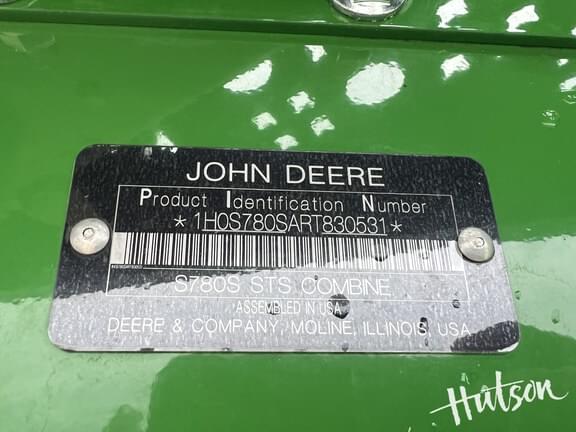 JOHN DEERE
Product Identification Number
*1H0S780SART830531*
S780S STS COMBINE
ASSEMBLED IN USA
DEERE & COMPANY, MOLINE, ILLINOIS, USA
Hutson